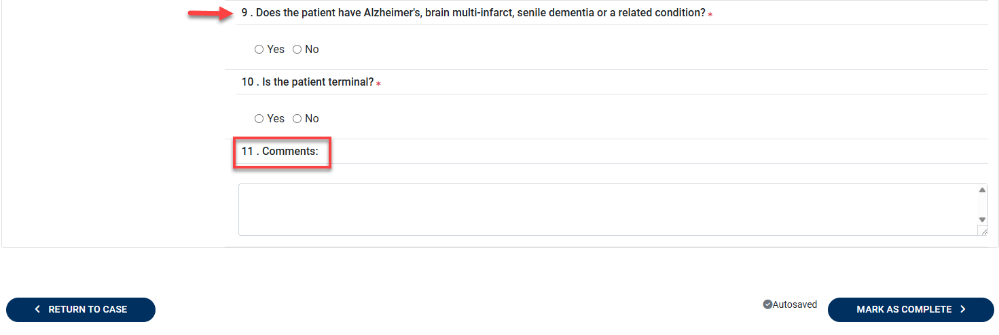 9 . Does the patient have Alzheimer's, brain multi-infarct, senile dementia or a related condition? *
Yes No
10 . Is the patient terminal? *
Yes No
11 . Comments:
RETURN TO CASE
Autosaved
MARK AS COMPLETE